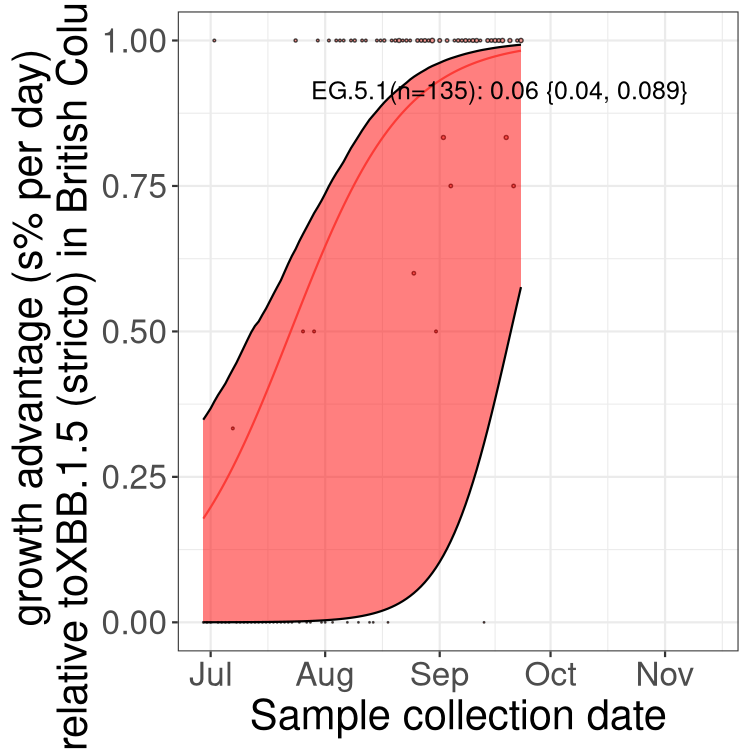 growth advantage (s% per day)
relative toXBB.1.5 (stricto) in British Colu
1.00
0.75
0.50
0.25
0.00
EG.5.1(n=135): 0.06 {0.04, 0.089}
Jul Aug Sep Oct Nov
Sample collection date